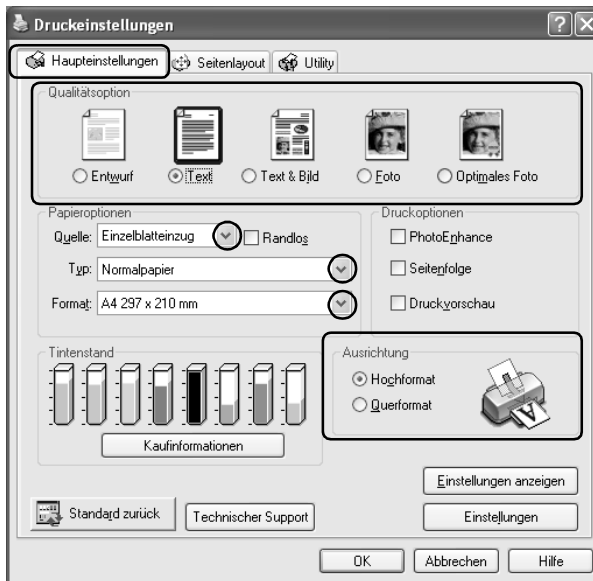 Druckeinstellungen
Haupteinstellungen Seitenlayout Utility
Qualitätsoption
Entwurf Text Text & Bild Foto Optimales Foto
Papieroptionen
Quelle: Einzelblatteinzug Randlos
Typ: Normalpapier
Format: A4 297 x 210 mm
Druckoptionen
PhotoEnhance
Seitenfolge
Druckvorschau
Tintenstand
Kaufinformationen
Ausrichtung
Hochformat
Querformat
Einstellungen anzeigen
Standard zurück Technischer Support Einstellungen
OK Abbrechen Hilfe